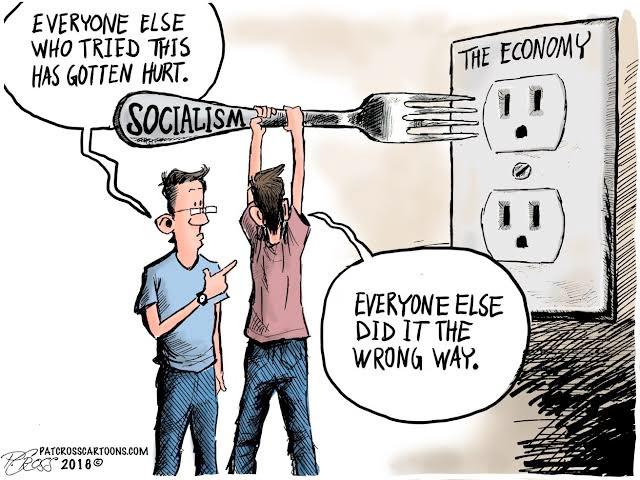 EVERYONE ELSE
WHO TRIED THIS
HAS GOTTEN HURT.
SOCIALISM
THE ECONOMY
EVERYONE ELSE
DID IT THE
WRONG WAY.
P.CROSS
PATCROSSCARTOONS.COM
2018©